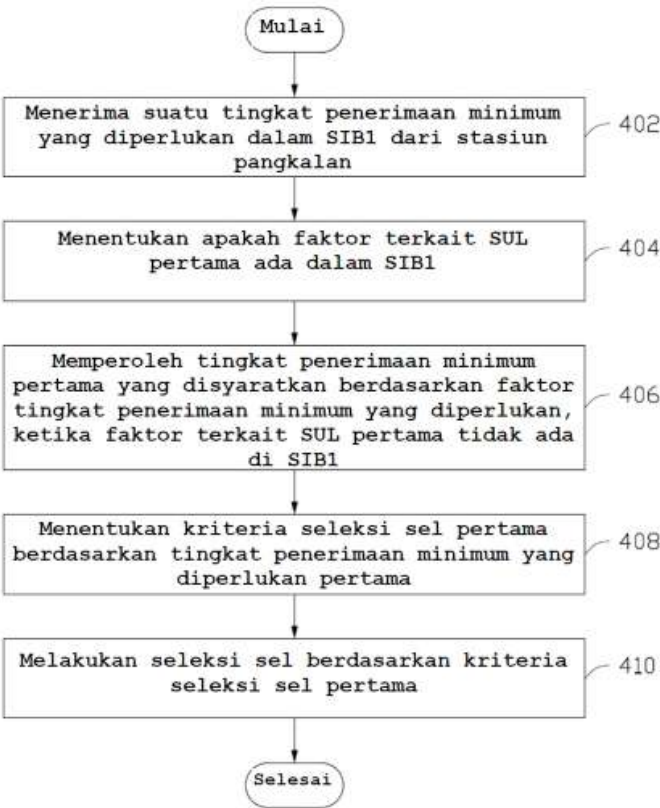 Mulai
Menerima suatu tingkat penerimaan minimum
yang diperlukan dalam SIB1 dari stasiun
pangkalan
402
Menentukan apakah faktor terkait SUL
pertama ada dalam SIB1
404
Memperoleh tingkat penerimaan minimum
pertama yang disyaratkan berdasarkan faktor
tingkat penerimaan minimum yang diperlukan,
ketika faktor terkait SUL pertama tidak ada
di SIB1
406
Menentukan kriteria seleksi sel pertama
berdasarkan tingkat penerimaan minimum yang
diperlukan pertama
408
Melakukan seleksi sel berdasarkan kriteria
seleksi sel pertama
410
Selesai